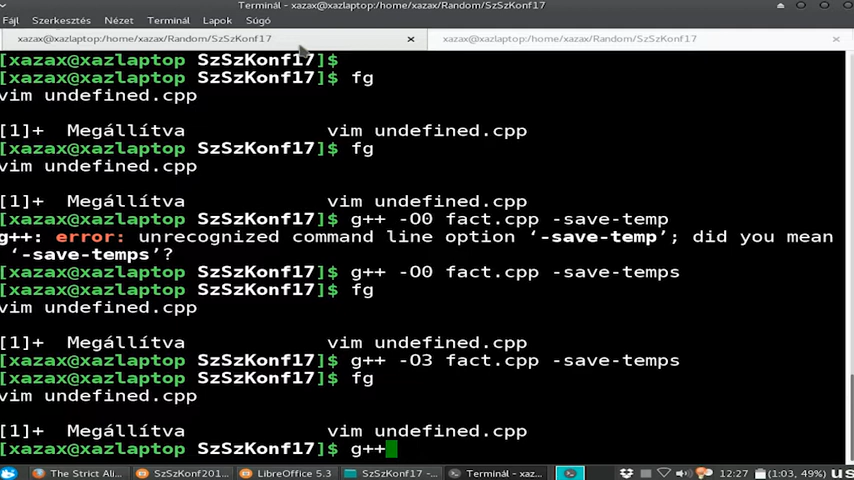 Terminál - xazax@xazlaptop:/home/xazax/Random/SzSzKonf17
Fájl Szerkesztés Nézet Terminál Lapok Súgó
xazax@xazlaptop:/home/xazax/Random/SzSzKonf17 xazax@xazlaptop:/home/xazax/Random/SzSzKonf17
[xazax@xazlaptop SzSzKonf17]$
[xazax@xazlaptop SzSzKonf17]$ fg
vim undefined.cpp
[1]+ Megállítva vim undefined.cpp
[xazax@xazlaptop SzSzKonf17]$ fg
vim undefined.cpp
[1]+ Megállítva vim undefined.cpp
[xazax@xazlaptop SzSzKonf17]$ g++ -O0 fact.cpp -save-temp
g++: error: unrecognized command line option ‘-save-temp’; did you mean
‘-save-temps’?
[xazax@xazlaptop SzSzKonf17]$ g++ -O0 fact.cpp -save-temps
[xazax@xazlaptop SzSzKonf17]$ fg
vim undefined.cpp
[1]+ Megállítva vim undefined.cpp
[xazax@xazlaptop SzSzKonf17]$ g++ -O3 fact.cpp -save-temps
[xazax@xazlaptop SzSzKonf17]$ fg
vim undefined.cpp
[1]+ Megállítva vim undefined.cpp
[xazax@xazlaptop SzSzKonf17]$ g++
The Strict Ali... SzSzKonf201... LibreOffice 5.3 SzSzKonf17 -... Terminál - xaz... 12:27 (1:03, 49%) us